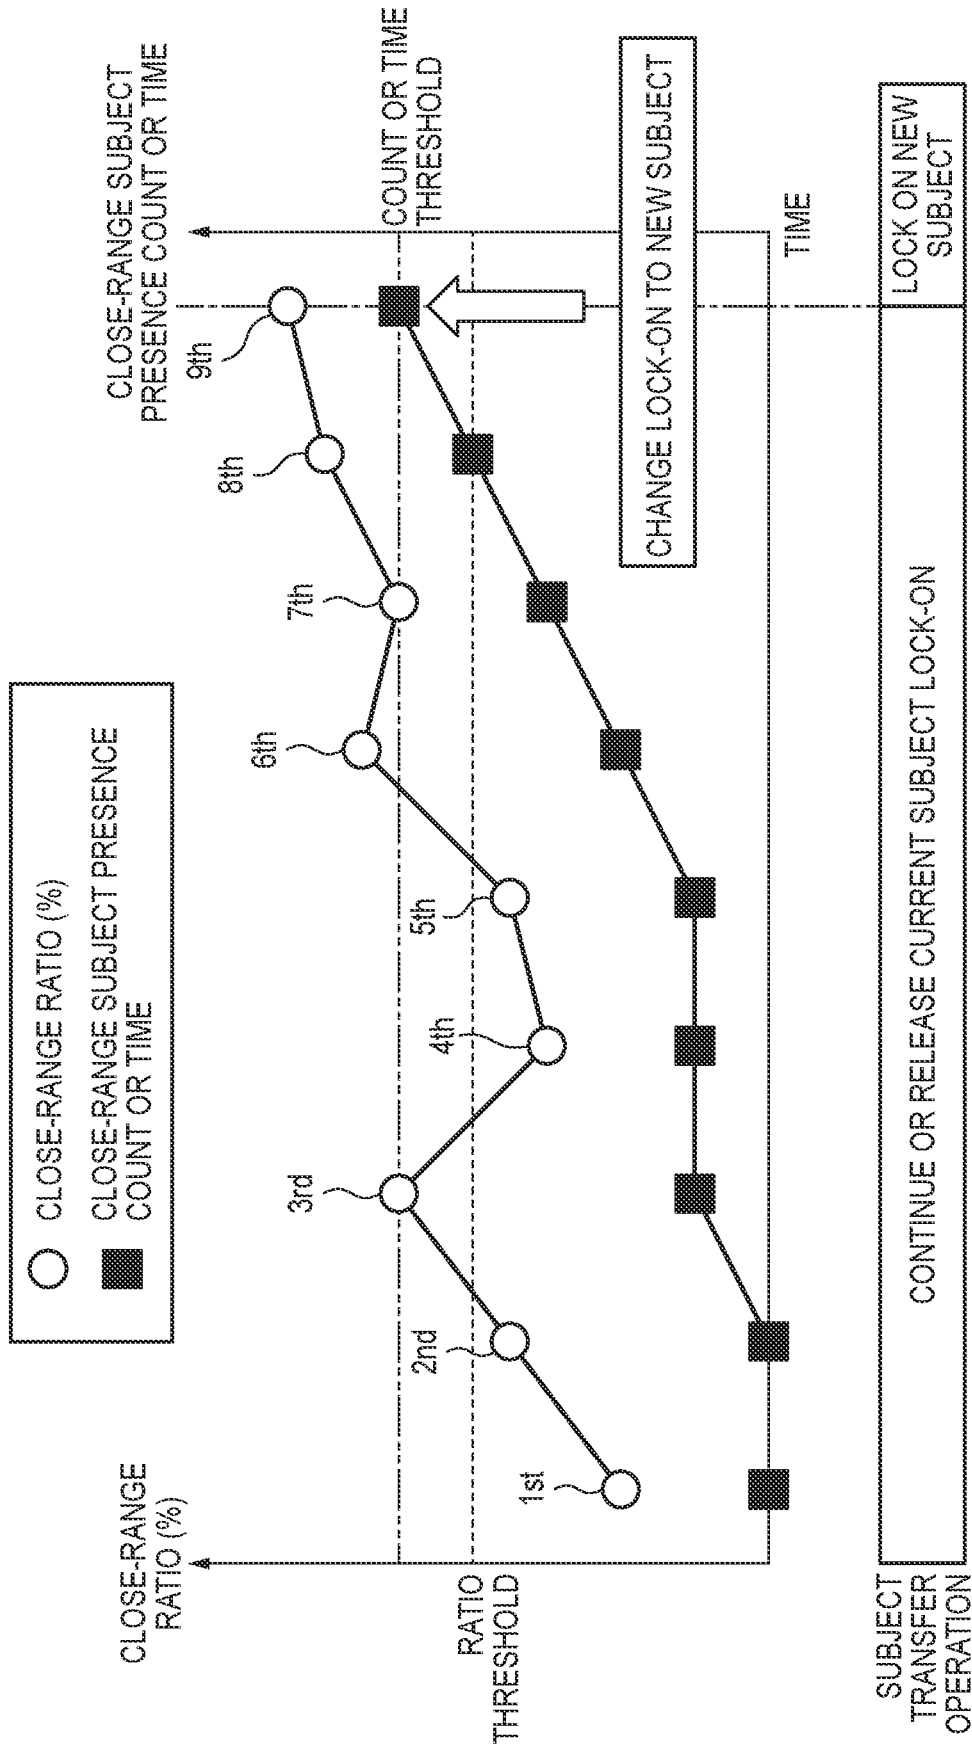 CLOSE-RANGE RATIO (%)
CLOSE-RANGE SUBJECT PRESENCE
COUNT OR TIME
CLOSE-RANGE
RATIO (%)
CLOSE-RANGE SUBJECT
PRESENCE COUNT OR TIME
RATIO
THRESHOLD
COUNT OR TIME
THRESHOLD
1st
2nd
3rd
4th
5th
6th
7th
8th
9th
CHANGE LOCK-ON TO NEW SUBJECT
TIME
SUBJECT
TRANSFER
OPERATION
CONTINUE OR RELEASE CURRENT SUBJECT LOCK-ON
LOCK ON NEW
SUBJECT